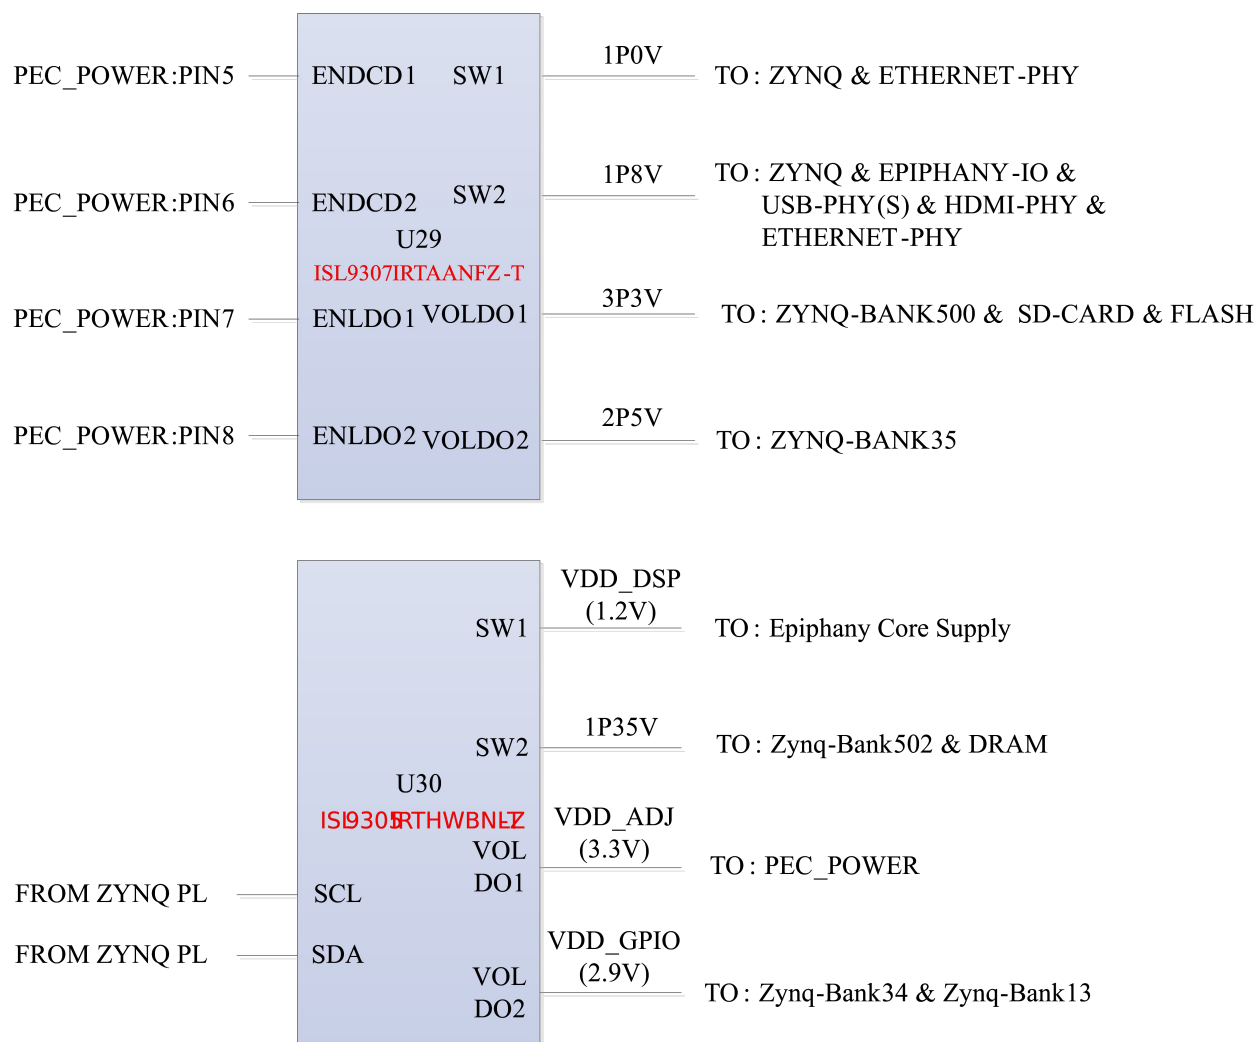 PEC_POWER:PIN5
ENDCD1
SW1
1P0V
TO: ZYNQ & ETHERNET-PHY
PEC_POWER:PIN6
ENDCD2
SW2
1P8V
TO: ZYNQ & EPIPHANY-IO &
USB-PHY(S) & HDMI-PHY &
ETHERNET-PHY
U29
ISL9307IRTAANFZ-T
PEC_POWER:PIN7
ENLDO1
VOLDO1
3P3V
TO: ZYNQ-BANK500 & SD-CARD & FLASH
PEC_POWER:PIN8
ENLDO2
VOLDO2
2P5V
TO: ZYNQ-BANK35
SW1
VDD_DSP
(1.2V)
TO: Epiphany Core Supply
SW2
1P35V
TO: Zynq-Bank502 & DRAM
U30
VOL
DO1
VDD_ADJ
(3.3V)
TO: PEC_POWER
FROM ZYNQ PL
SCL
FROM ZYNQ PL
SDA
VOL
DO2
VDD_GPIO
(2.9V)
TO: Zynq-Bank34 & Zynq-Bank13